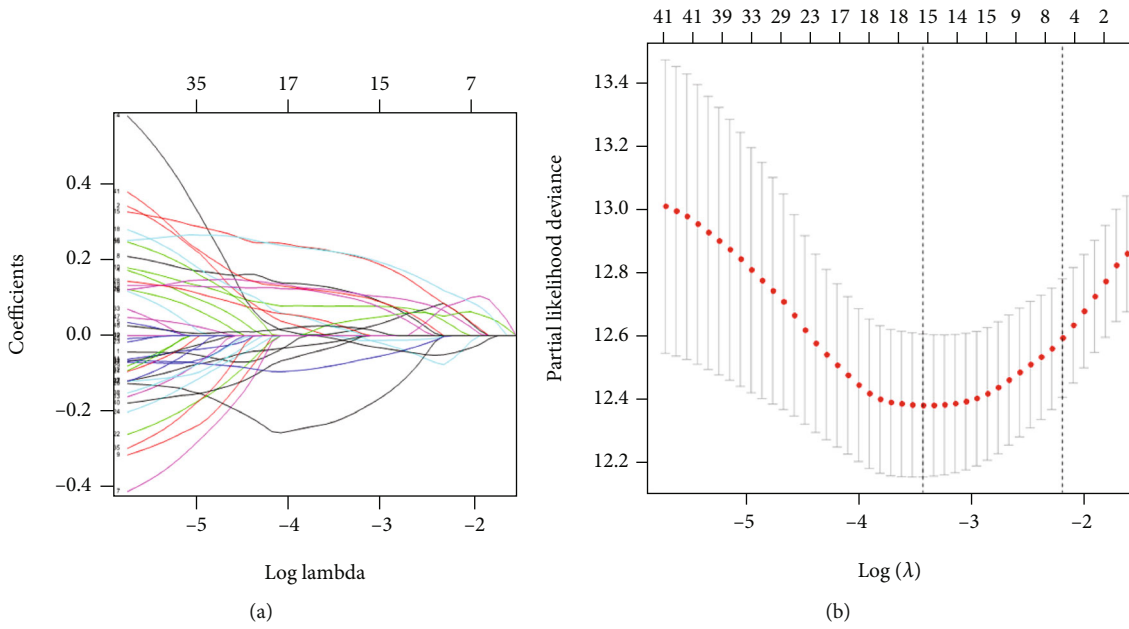 35 17 15 7
Coefficients
0.4
0.2
0.0
−0.2
−0.4
−5 −4 −3 −2
Log lambda
(a)
41 41 39 39 29 23 17 18 18 15 14 15 9 8 4 2
Partial likelihood deviance
13.4
13.2
13.0
12.8
12.6
12.4
12.2
−5 −4 −3 −2
Log (λ)
(b)